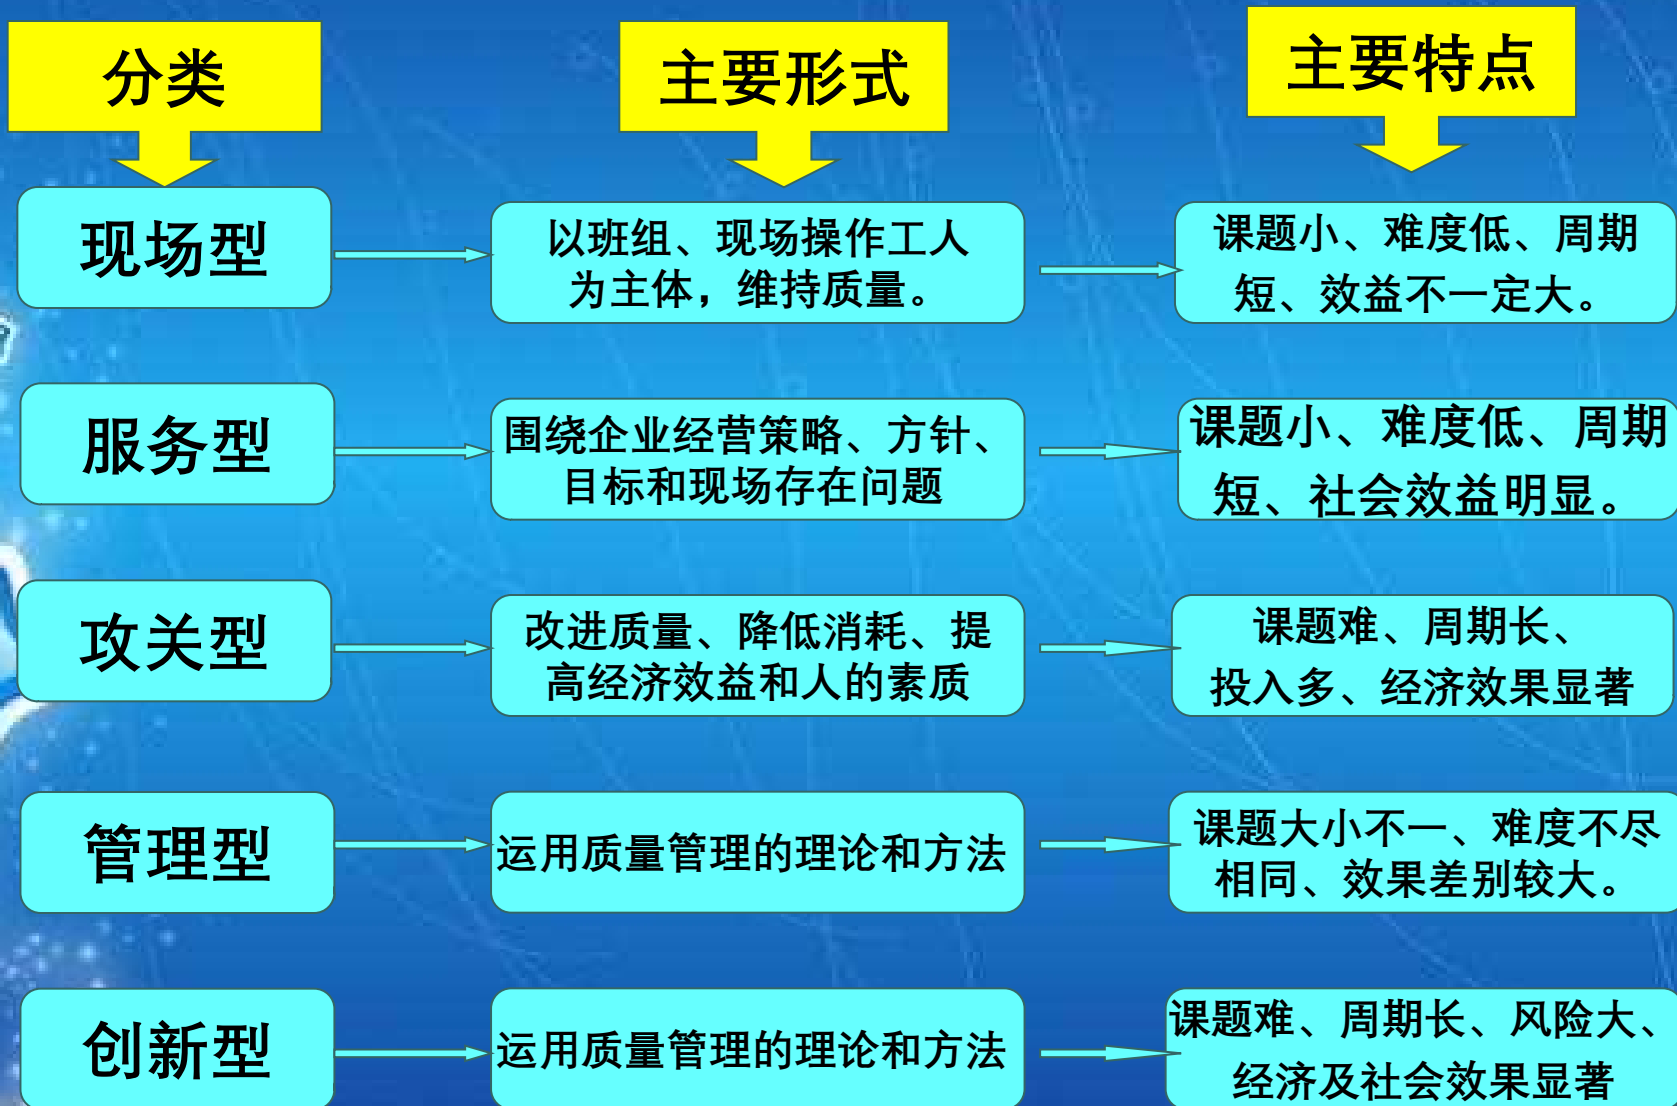 分类
主要形式
主要特点
现场型
以班组、现场操作工人
为主体，维持质量。
课题小、难度低、周期
短、效益不一定大。
服务型
围绕企业经营策略、方针、
目标和现场存在问题
课题小、难度低、周期
短、社会效益明显。
攻关型
改进质量、降低消耗、提
高经济效益和人的素质
课题难、周期长、
投入多、经济效果显著
管理型
运用质量管理的理论和方法
课题大小不一、难度不尽
相同、效果差别较大。
创新型
运用质量管理的理论和方法
课题难、周期长、风险大、
经济及社会效果显著